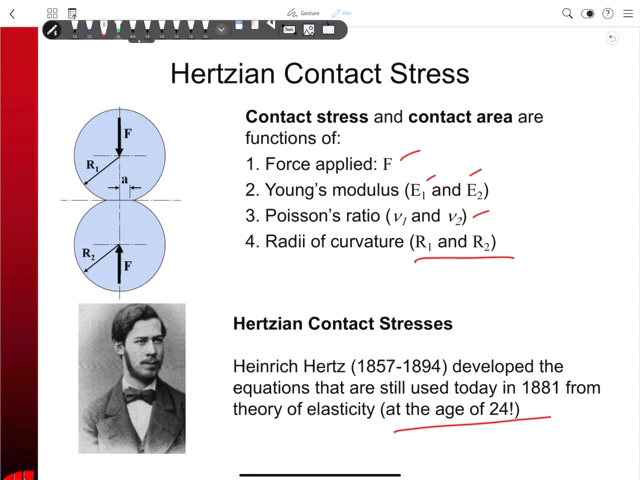 Gesture
Pen
Text
Hertzian Contact Stress
F
R1
a
R2
F
Contact stress and contact area are
functions of:
1. Force applied: F
2. Young's modulus (E1 and E2)
3. Poisson's ratio (ν1 and ν2)
4. Radii of curvature (R1 and R2)
Hertzian Contact Stresses
Heinrich Hertz (1857-1894) developed the
equations that are still used today in 1881 from
theory of elasticity (at the age of 24!)